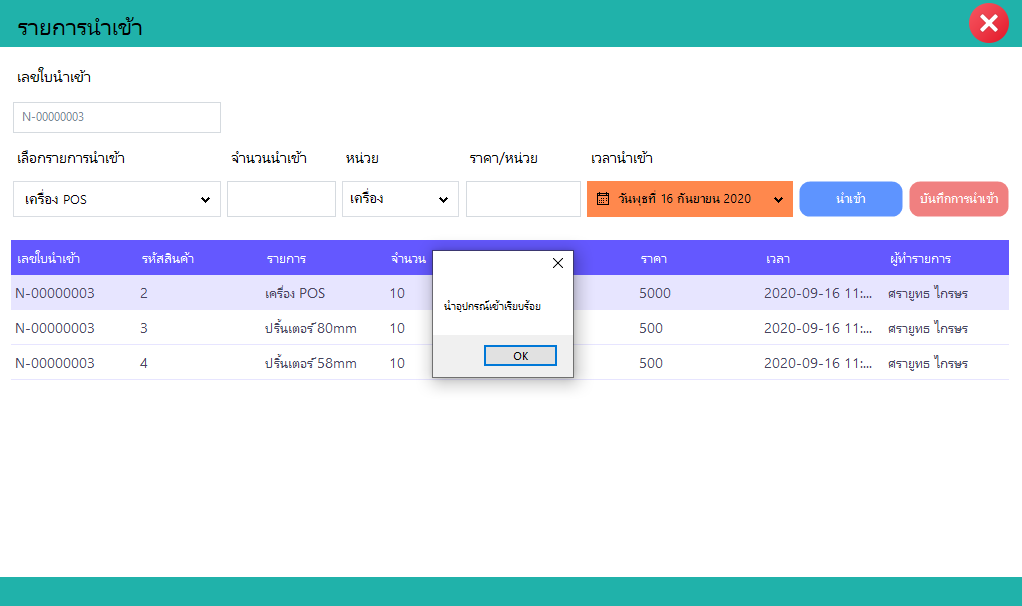 รายการนำเข้า
เลขใบนำเข้า
N-00000003
เลือกรายการนำเข้า จำนวนนำเข้า หน่วย ราคา/หน่วย เวลานำเข้า
เครื่อง POS เครื่อง วันพุธที่ 16 กันยายน 2020 นำเข้า บันทึกการนำเข้า
เลขใบนำเข้า รหัสสินค้า รายการ จำนวน ราคา เวลา ผู้ทำรายการ
N-00000003 2 เครื่อง POS 10 5000 2020-09-16 11:... ศรายุทธ ไกรษร
N-00000003 3 ปริ้นเตอร์ 80mm 10 500 2020-09-16 11:... ศรายุทธ ไกรษร
N-00000003 4 ปริ้นเตอร์ 58mm 10 500 2020-09-16 11:... ศรายุทธ ไกรษร
นำอุปกรณ์เข้าเรียบร้อย
OK